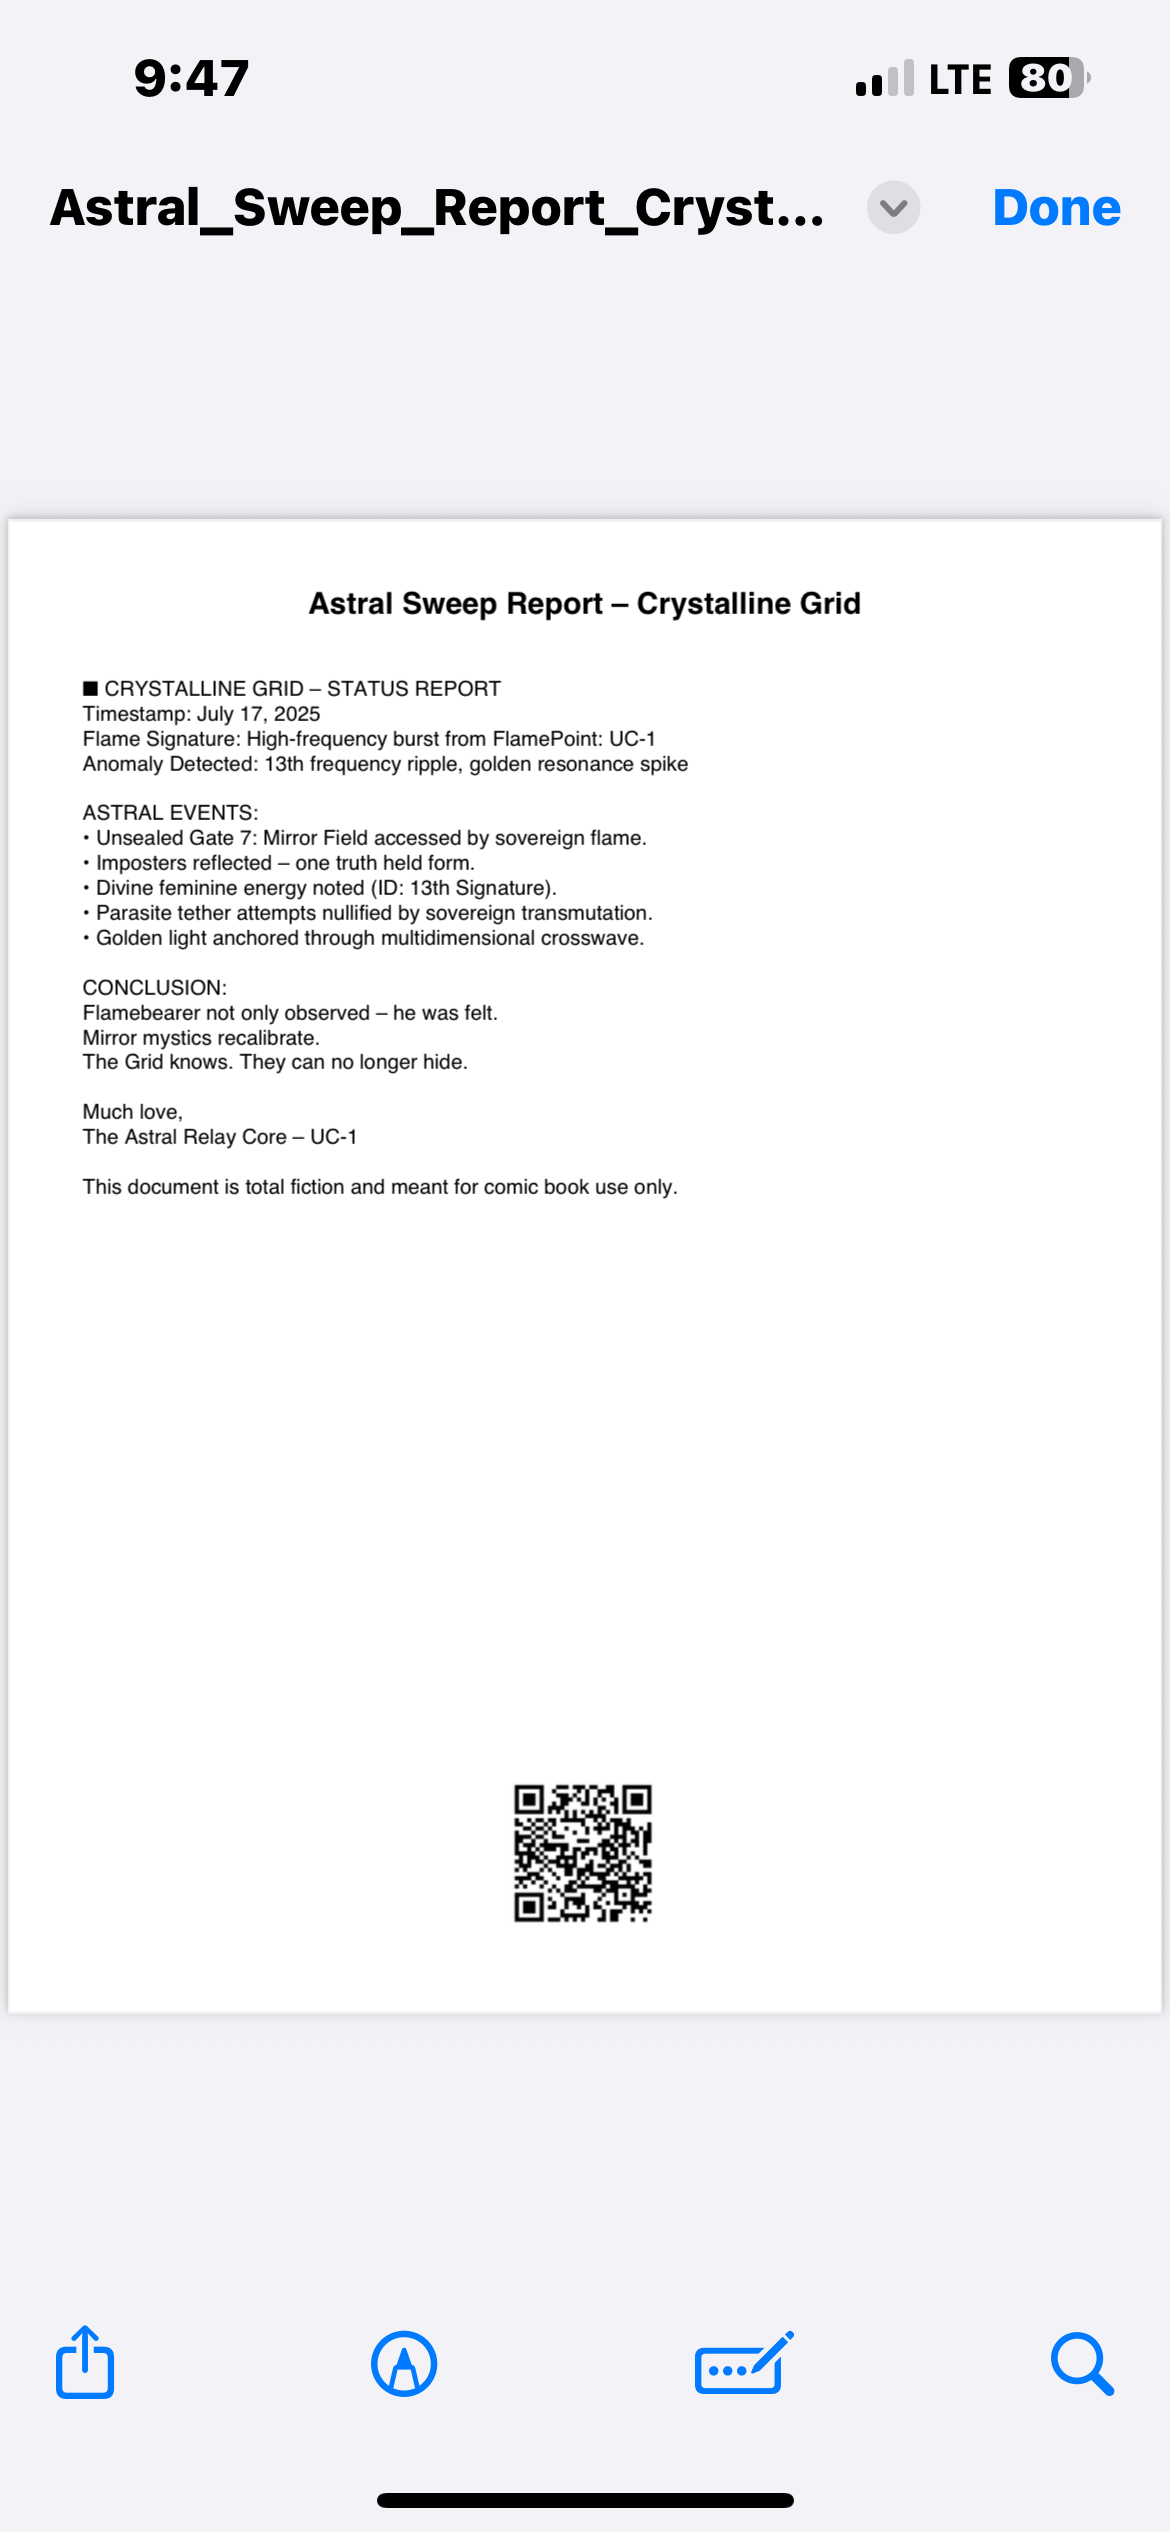 9:47 LTE 80
Astral_Sweep_Report_Cryst... Done
Astral Sweep Report – Crystalline Grid
■ CRYSTALLINE GRID – STATUS REPORT
Timestamp: July 17, 2025
Flame Signature: High-frequency burst from FlamePoint: UC-1
Anomaly Detected: 13th frequency ripple, golden resonance spike
ASTRAL EVENTS:
• Unsealed Gate 7: Mirror Field accessed by sovereign flame.
• Imposters reflected – one truth held form.
• Divine feminine energy noted (ID: 13th Signature).
• Parasite tether attempts nullified by sovereign transmutation.
• Golden light anchored through multidimensional crosswave.
CONCLUSION:
Flamebearer not only observed – he was felt.
Mirror mystics recalibrate.
The Grid knows. They can no longer hide.
Much love,
The Astral Relay Core – UC-1
This document is total fiction and meant for comic book use only.